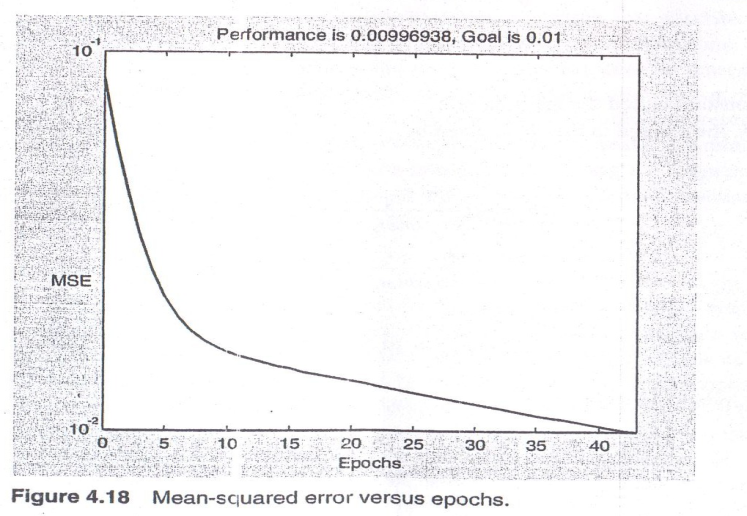 Performance is 0.00996938, Goal is 0.01
10⁻¹
MSE
10⁻²
0 5 10 15 20 25 30 35 40
Epochs
Figure 4.18 Mean-squared error versus epochs.